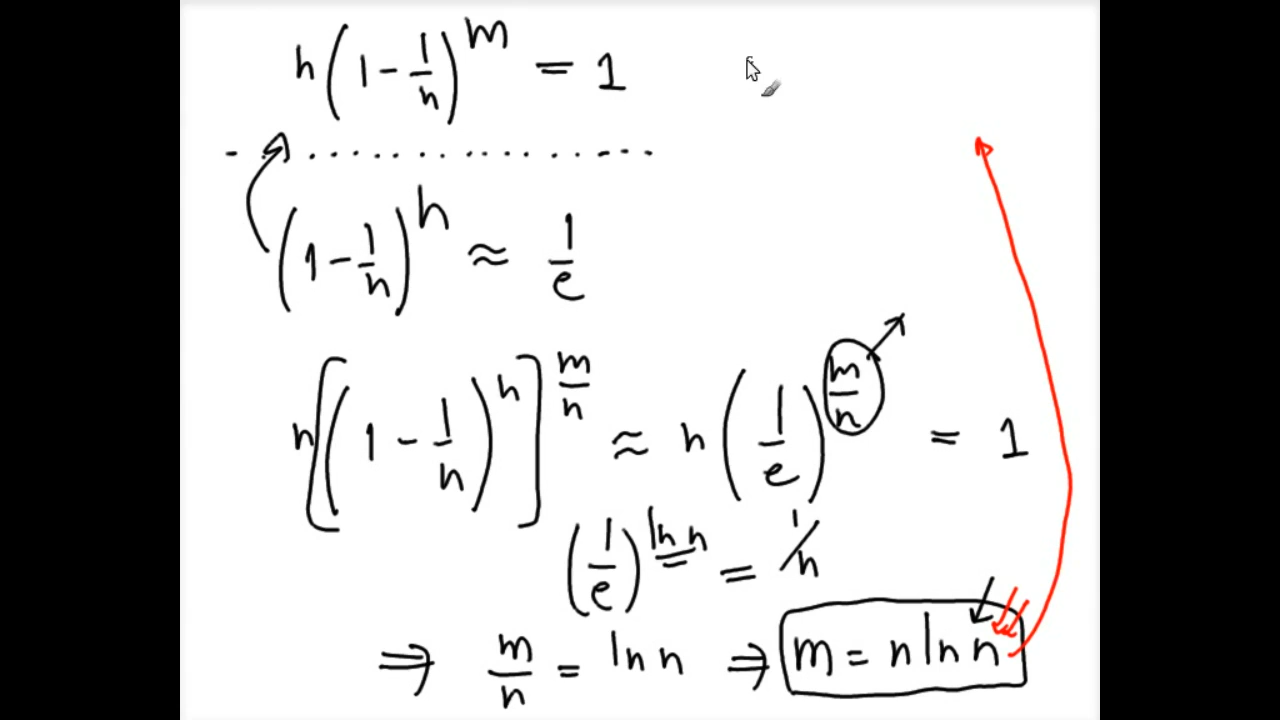 n(1 - 1/n)^m = 1
(1 - 1/n)^n ≈ 1/e
n[(1 - 1/n)^n]^(m/n) ≈ n(1/e)^(m/n) = 1
(1/e)^(ln n) = 1/n
⇒ m/n = ln n ⇒ m = n ln n